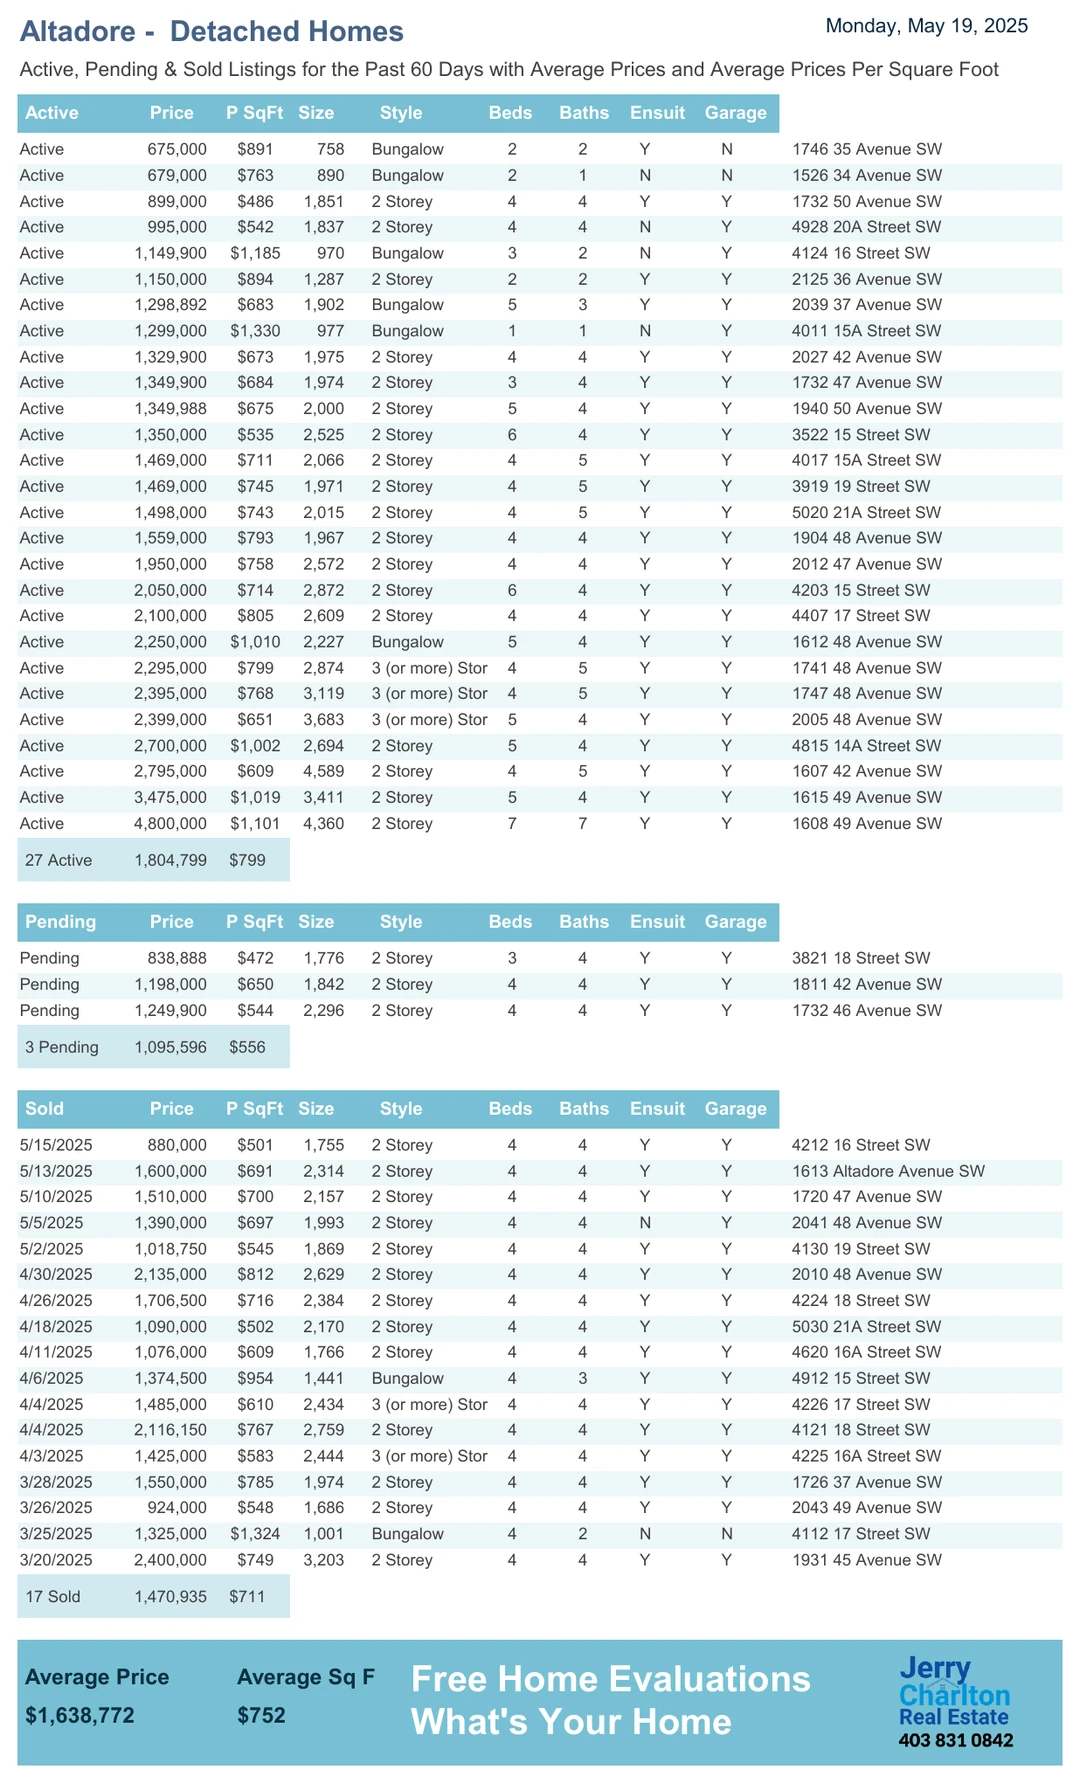 Altadore - Detached Homes Monday, May 19, 2025
Active, Pending & Sold Listings for the Past 60 Days with Average Prices and Average Prices Per Square Foot
Active Price P SqFt Size Style Beds Baths Ensuit Garage
Active 675,000 $891 758 Bungalow 2 2 Y N 1746 35 Avenue SW
Active 679,000 $763 890 Bungalow 2 1 N N 1526 34 Avenue SW
Active 899,000 $486 1,851 2 Storey 4 4 Y Y 1732 50 Avenue SW
Active 995,000 $542 1,837 2 Storey 4 4 N Y 4928 20A Street SW
Active 1,149,900 $1,185 970 Bungalow 3 2 N Y 4124 16 Street SW
Active 1,150,000 $894 1,287 2 Storey 2 2 Y Y 2125 36 Avenue SW
Active 1,298,892 $683 1,902 Bungalow 5 3 Y Y 2039 37 Avenue SW
Active 1,299,000 $1,330 977 Bungalow 1 1 N Y 4011 15A Street SW
Active 1,329,900 $673 1,975 2 Storey 4 4 Y Y 2027 42 Avenue SW
Active 1,349,900 $684 1,974 2 Storey 3 4 Y Y 1732 47 Avenue SW
Active 1,349,988 $675 2,000 2 Storey 5 4 Y Y 1940 50 Avenue SW
Active 1,350,000 $535 2,525 2 Storey 6 4 Y Y 3522 15 Street SW
Active 1,469,000 $711 2,066 2 Storey 4 5 Y Y 4017 15A Street SW
Active 1,469,000 $745 1,971 2 Storey 4 5 Y Y 3919 19 Street SW
Active 1,498,000 $743 2,015 2 Storey 4 5 Y Y 5020 21A Street SW
Active 1,559,000 $793 1,967 2 Storey 4 4 Y Y 1904 48 Avenue SW
Active 1,950,000 $758 2,572 2 Storey 4 4 Y Y 2012 47 Avenue SW
Active 2,050,000 $714 2,872 2 Storey 6 4 Y Y 4203 15 Street SW
Active 2,100,000 $805 2,609 2 Storey 4 4 Y Y 4407 17 Street SW
Active 2,250,000 $1,010 2,227 Bungalow 5 4 Y Y 1612 48 Avenue SW
Active 2,295,000 $799 2,874 3 (or more) Stor 4 5 Y Y 1741 48 Avenue SW
Active 2,395,000 $768 3,119 3 (or more) Stor 4 5 Y Y 1747 48 Avenue SW
Active 2,399,000 $651 3,683 3 (or more) Stor 5 4 Y Y 2005 48 Avenue SW
Active 2,700,000 $1,002 2,694 2 Storey 5 4 Y Y 4815 14A Street SW
Active 2,795,000 $609 4,589 2 Storey 4 5 Y Y 1607 42 Avenue SW
Active 3,475,000 $1,019 3,411 2 Storey 5 4 Y Y 1615 49 Avenue SW
Active 4,800,000 $1,101 4,360 2 Storey 7 7 Y Y 1608 49 Avenue SW
27 Active 1,804,799 $799
Pending Price P SqFt Size Style Beds Baths Ensuit Garage
Pending 838,888 $472 1,776 2 Storey 3 4 Y Y 3821 18 Street SW
Pending 1,198,000 $650 1,842 2 Storey 4 4 Y Y 1811 42 Avenue SW
Pending 1,249,900 $544 2,296 2 Storey 4 4 Y Y 1732 46 Avenue SW
3 Pending 1,095,596 $556
Sold Price P SqFt Size Style Beds Baths Ensuit Garage
5/15/2025 880,000 $501 1,755 2 Storey 4 4 Y Y 4212 16 Street SW
5/13/2025 1,600,000 $691 2,314 2 Storey 4 4 Y Y 1613 Altadore Avenue SW
5/10/2025 1,510,000 $700 2,157 2 Storey 4 4 Y Y 1720 47 Avenue SW
5/5/2025 1,390,000 $697 1,993 2 Storey 4 4 N Y 2041 48 Avenue SW
5/2/2025 1,018,750 $545 1,869 2 Storey 4 4 Y Y 4130 19 Street SW
4/30/2025 2,135,000 $812 2,629 2 Storey 4 4 Y Y 2010 48 Avenue SW
4/26/2025 1,706,500 $716 2,384 2 Storey 4 4 Y Y 4224 18 Street SW
4/18/2025 1,090,000 $502 2,170 2 Storey 4 4 Y Y 5030 21A Street SW
4/11/2025 1,076,000 $609 1,766 2 Storey 4 4 Y Y 4620 16A Street SW
4/6/2025 1,374,500 $954 1,441 Bungalow 4 3 Y Y 4912 15 Street SW
4/4/2025 1,485,000 $610 2,434 3 (or more) Stor 4 4 Y Y 4226 17 Street SW
4/4/2025 2,116,150 $767 2,759 2 Storey 4 4 Y Y 4121 18 Street SW
4/3/2025 1,425,000 $583 2,444 3 (or more) Stor 4 4 Y Y 4225 16A Street SW
3/28/2025 1,550,000 $785 1,974 2 Storey 4 4 Y Y 1726 37 Avenue SW
3/26/2025 924,000 $548 1,686 2 Storey 4 4 Y Y 2043 49 Avenue SW
3/25/2025 1,325,000 $1,324 1,001 Bungalow 4 2 N N 4112 17 Street SW
3/20/2025 2,400,000 $749 3,203 2 Storey 4 4 Y Y 1931 45 Avenue SW
17 Sold 1,470,935 $711
Average Price Average Sq F
$1,638,772 $752
Free Home Evaluations
What's Your Home
Jerry
Charlton
Real Estate
403 831 0842